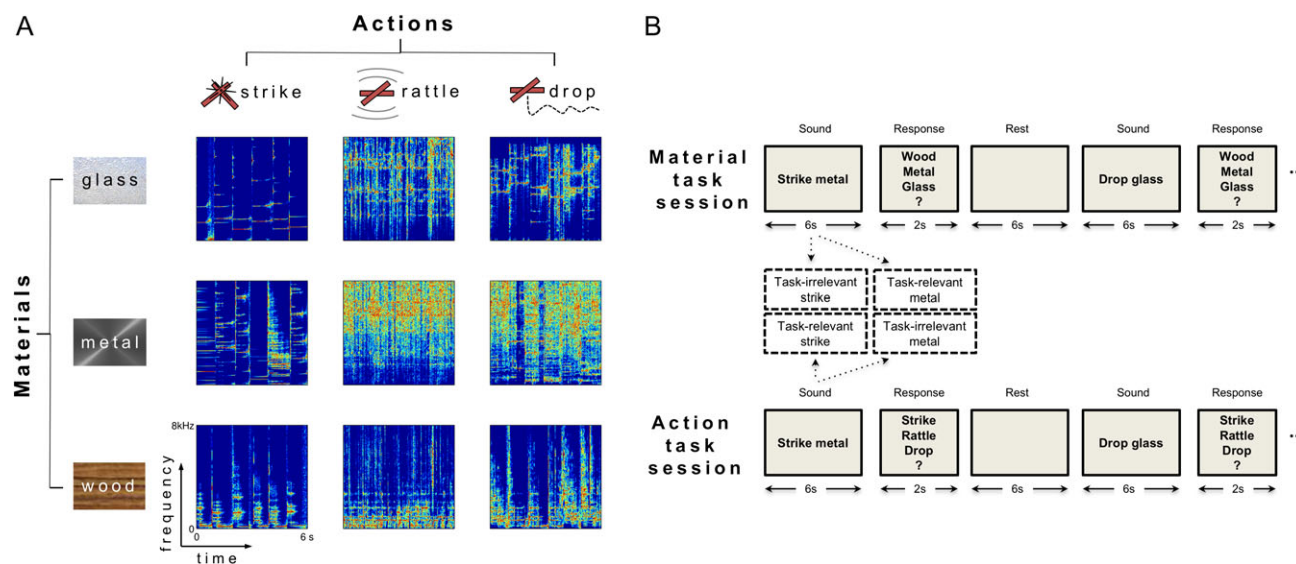 A
Actions
strike
rattle
drop
Materials
glass
metal
wood
8kHz
0
frequency
0
6 s
time
B
Material
task
session
Sound
Response
Rest
Sound
Response
Strike metal
Wood
Metal
Glass
?
Drop glass
Wood
Metal
Glass
?
6s
2s
6s
6s
2s
Task-irrelevant
strike
Task-relevant
metal
Task-relevant
strike
Task-irrelevant
metal
Action
task
session
Sound
Response
Rest
Sound
Response
Strike metal
Strike
Rattle
Drop
?
Drop glass
Strike
Rattle
Drop
?
6s
2s
6s
6s
2s